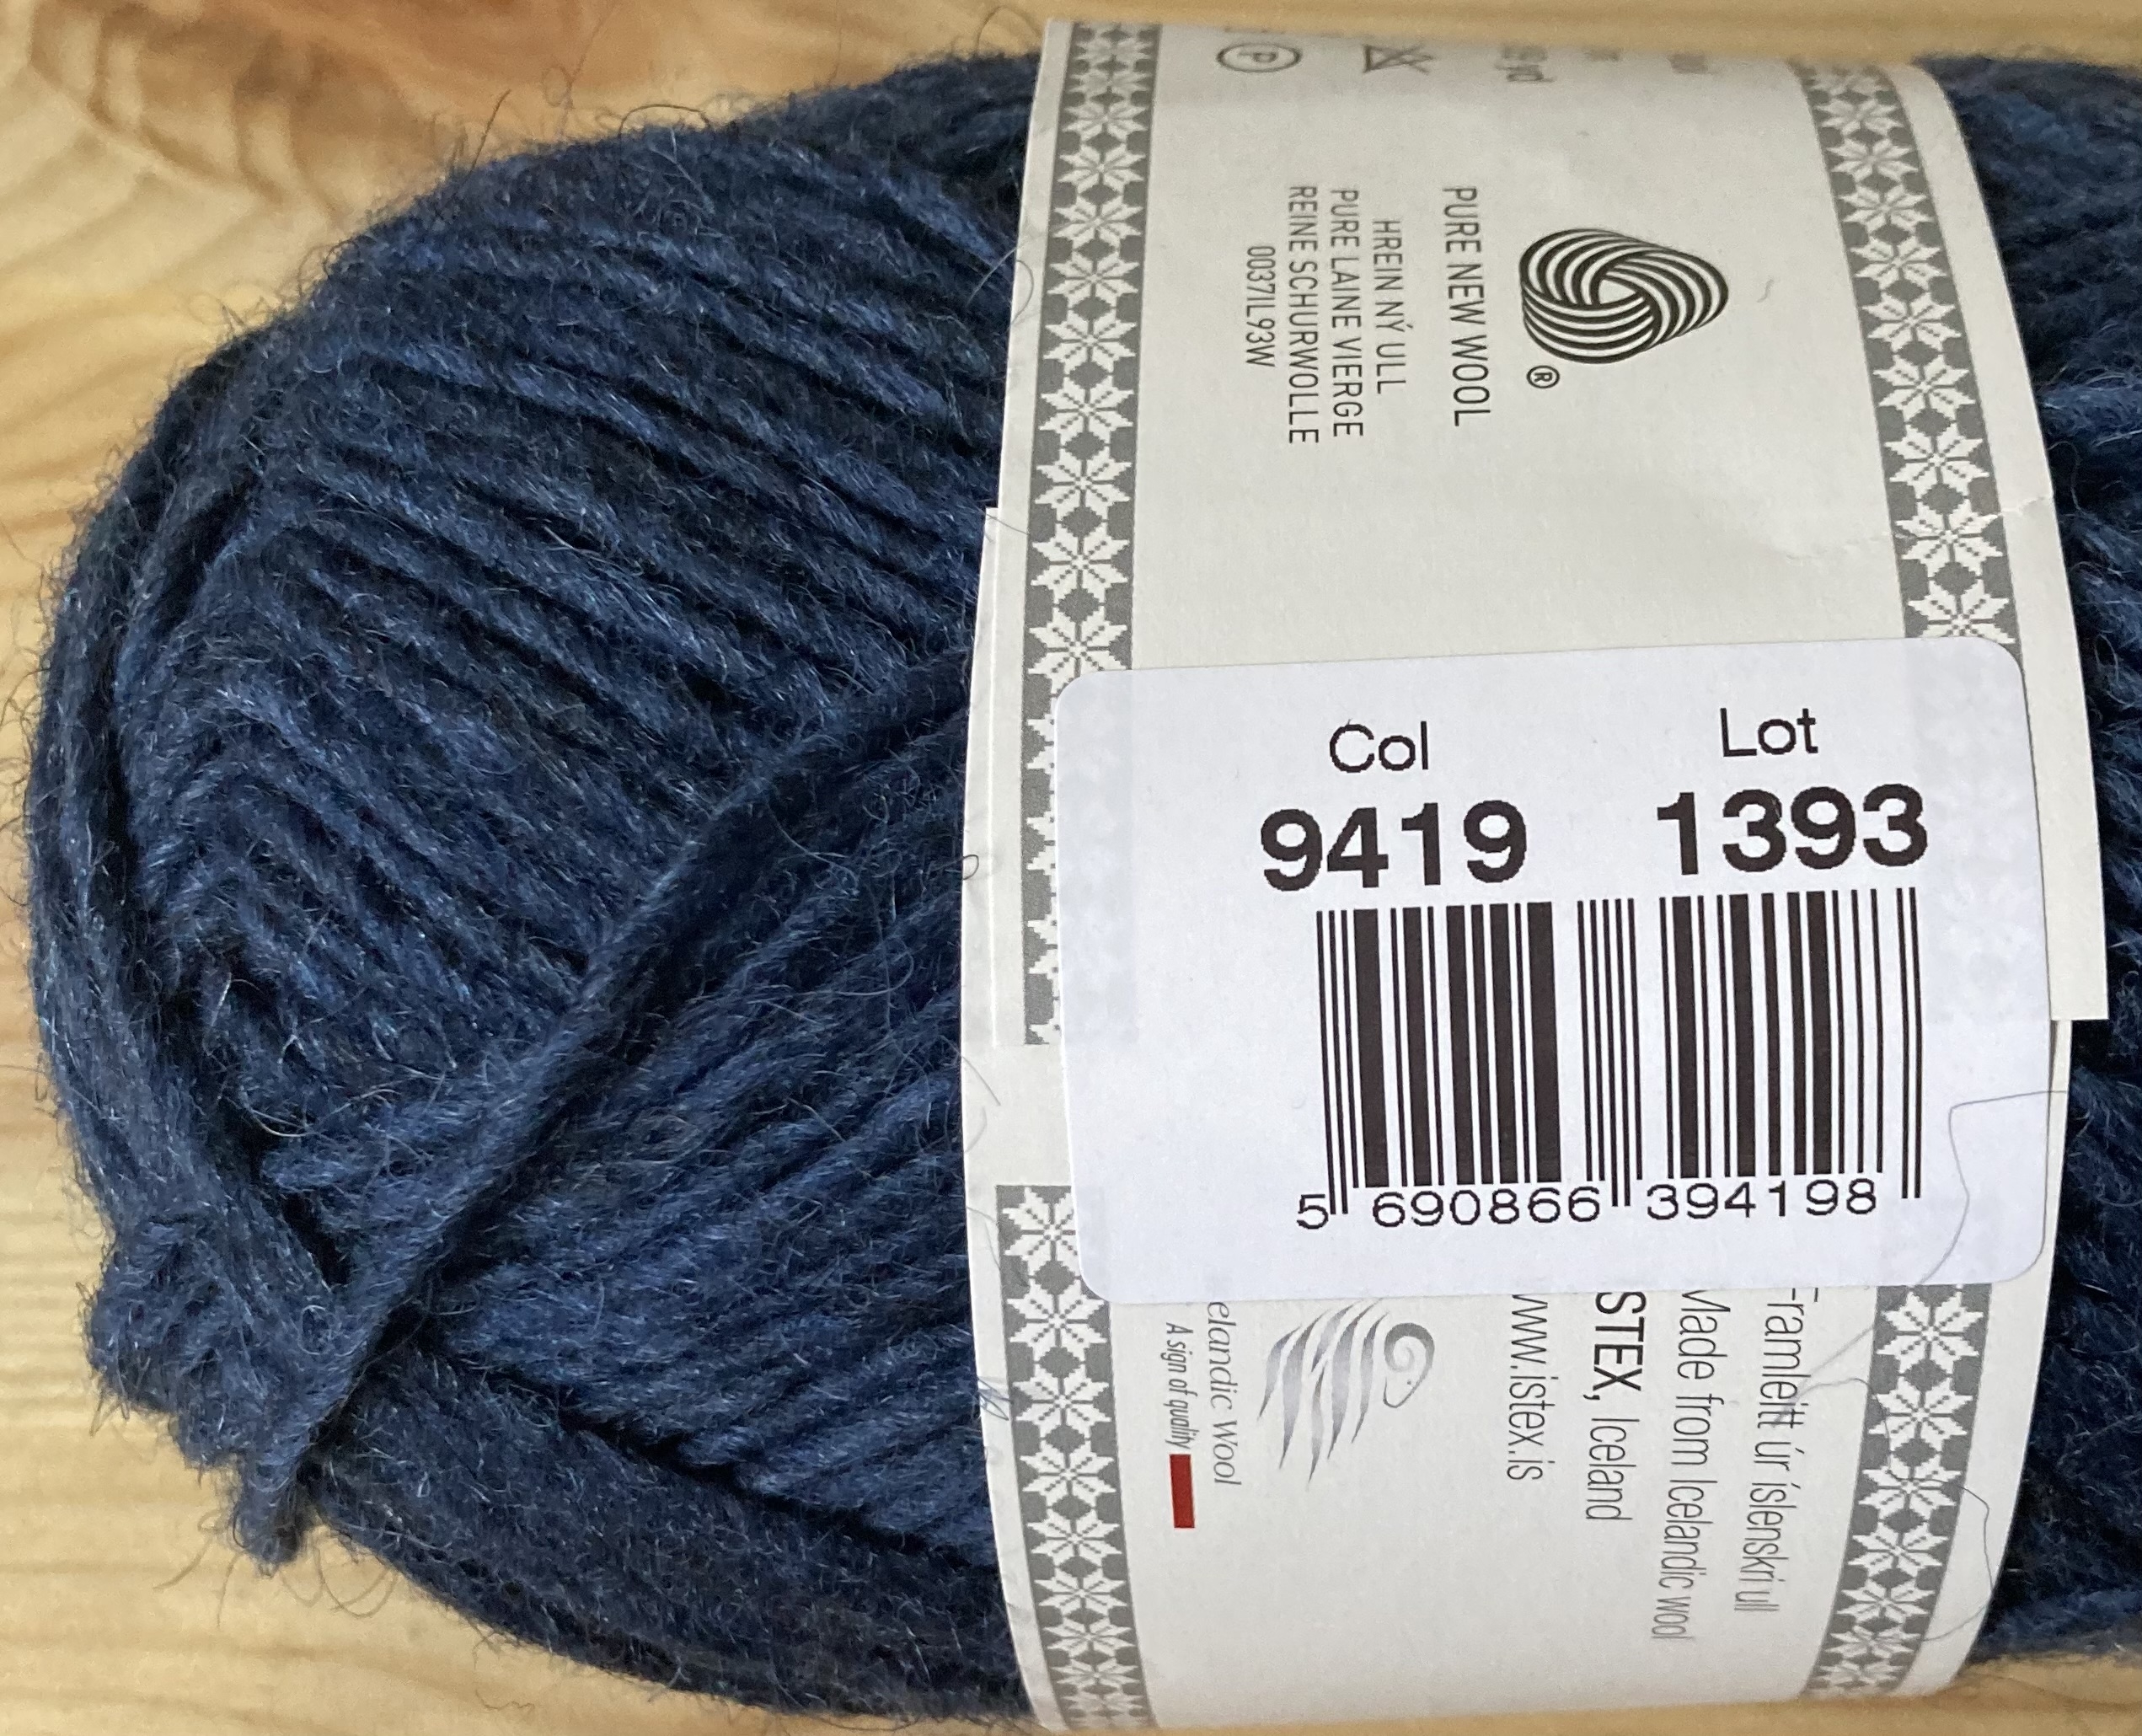 PURE NEW WOOL
HREIN NÝ ULL
PURE LAINE VIERGE
REINE SCHURWOLLE
0037IL93W
®
P
Col Lot
9419 1393
5 690866 394198
Framleitt úr íslenskri ull
Made from Icelandic wool
STEX, Iceland
www.istex.is
elandic Wool
A sign of quality